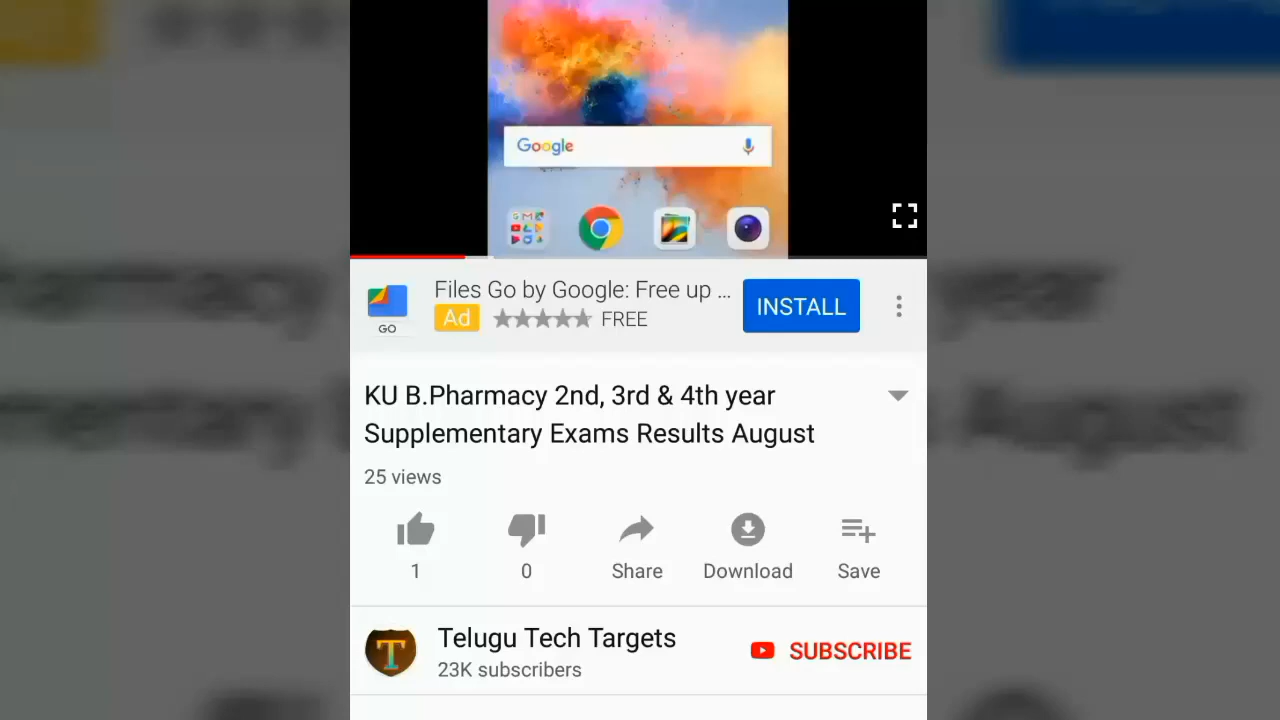 Google
Files Go by Google: Free up ...
GO
Ad
FREE
INSTALL
KU B.Pharmacy 2nd, 3rd & 4th year
Supplementary Exams Results August
25 views
1
0
Share
Download
Save
T
Telugu Tech Targets
23K subscribers
SUBSCRIBE